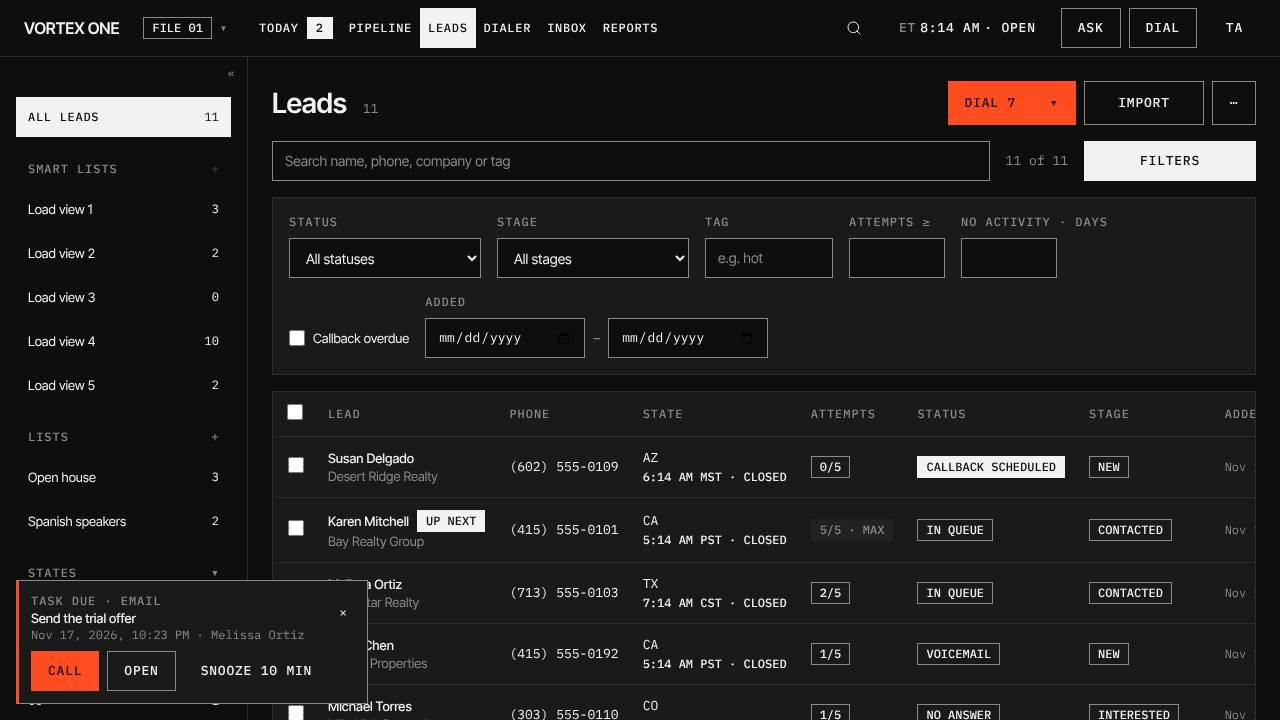 VORTEX ONE FILE 01 ▾ TODAY 2 PIPELINE LEADS DIALER INBOX REPORTS ET 8:14 AM · OPEN ASK DIAL TA
«
ALL LEADS 11
SMART LISTS +
Load view 1 3
Load view 2 2
Load view 3 0
Load view 4 10
Load view 5 2
LISTS +
Open house 3
Spanish speakers 2
STATES ▾
Leads 11 DIAL 7 ▾ IMPORT …
Search name, phone, company or tag 11 of 11 FILTERS
STATUS STAGE TAG ATTEMPTS ≥ NO ACTIVITY · DAYS
All statuses All stages e.g. hot
ADDED
Callback overdue mm/dd/yyyy – mm/dd/yyyy
LEAD PHONE STATE ATTEMPTS STATUS STAGE ADDE
Susan Delgado
Desert Ridge Realty (602) 555-0109 AZ
6:14 AM MST · CLOSED 0/5 CALLBACK SCHEDULED NEW Nov
Karen Mitchell UP NEXT
Bay Realty Group (415) 555-0101 CA
5:14 AM PST · CLOSED 5/5 · MAX IN QUEUE CONTACTED Nov
Ortiz
Realty (713) 555-0103 TX
7:14 AM CST · CLOSED 2/5 IN QUEUE CONTACTED Nov
Chen
Properties (415) 555-0192 CA
5:14 AM PST · CLOSED 1/5 VOICEMAIL NEW Nov
Michael Torres
(303) 555-0110 CO
1/5 NO ANSWER INTERESTED Nov
TASK DUE · EMAIL ×
Send the trial offer
Nov 17, 2026, 10:23 PM · Melissa Ortiz
CALL OPEN SNOOZE 10 MIN